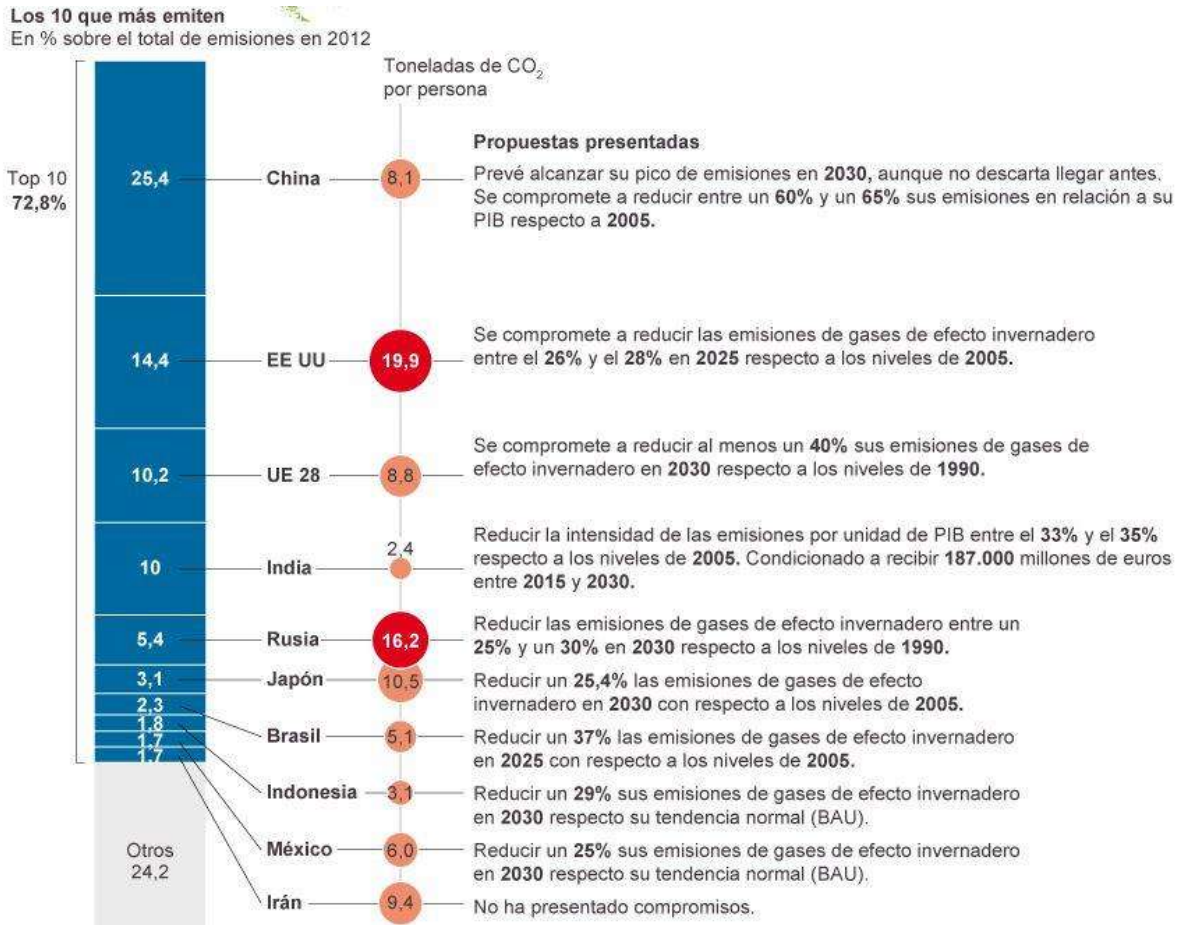 Los 10 que más emiten
En % sobre el total de emisiones en 2012
Toneladas de CO₂
por persona
Propuestas presentadas
Top 10
72,8%
25,4
China
8,1
Prevé alcanzar su pico de emisiones en 2030, aunque no descarta llegar antes.
Se compromete a reducir entre un 60% y un 65% sus emisiones en relación a su
PIB respecto a 2005.
14,4
EE UU
19,9
Se compromete a reducir las emisiones de gases de efecto invernadero
entre el 26% y el 28% en 2025 respecto a los niveles de 2005.
10,2
UE 28
8,8
Se compromete a reducir al menos un 40% sus emisiones de gases de
efecto invernadero en 2030 respecto a los niveles de 1990.
10
India
2,4
Reducir la intensidad de las emisiones por unidad de PIB entre el 33% y el 35%
respecto a los niveles de 2005. Condicionado a recibir 187.000 millones de euros
entre 2015 y 2030.
5,4
Rusia
16,2
Reducir las emisiones de gases de efecto invernadero entre un
25% y un 30% en 2030 respecto a los niveles de 1990.
3,1
Japón
10,5
Reducir un 25,4% las emisiones de gases de efecto
invernadero en 2030 con respecto a los niveles de 2005.
2,3
Brasil
5,1
Reducir un 37% las emisiones de gases de efecto invernadero
en 2025 con respecto a los niveles de 2005.
1,8
Indonesia
3,1
Reducir un 29% sus emisiones de gases de efecto invernadero
en 2030 respecto su tendencia normal (BAU).
1,7
México
6,0
Reducir un 25% sus emisiones de gases de efecto invernadero
en 2030 respecto su tendencia normal (BAU).
1,7
Irán
9,4
No ha presentado compromisos.
Otros
24,2